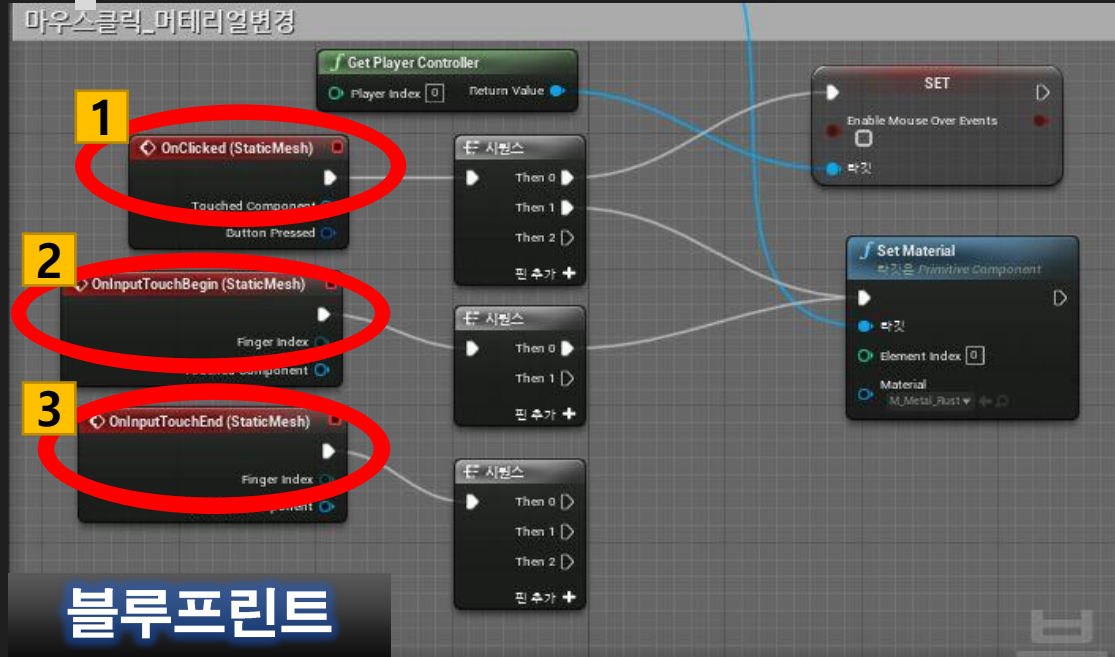 마우스클릭_머테리얼변경
Get Player Controller
Player Index 0
Return Value
SET
Enable Mouse Over Events
타깃
1
OnClicked (StaticMesh)
Touched Component
Button Pressed
시퀀스
Then 0
Then 1
Then 2
핀 추가
2
OnInputTouchBegin (StaticMesh)
Finger Index
Touched Component
시퀀스
Then 0
Then 1
핀 추가
Set Material
타깃은 Primitive Component
타깃
Element Index 0
Material
M_Metal_Rust
3
OnInputTouchEnd (StaticMesh)
Finger Index
시퀀스
Then 0
Then 1
Then 2
핀 추가
블루프린트